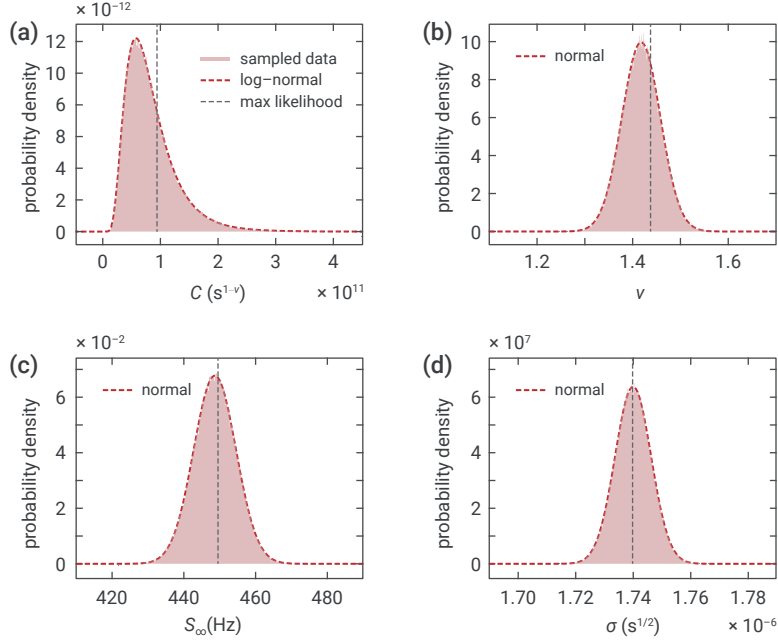 (a)
× 10⁻¹²
probability density
12
10
6
12
4
2
0
sampled data
log–normal
max likelihood
0
1
2
3
4
C (s¹⁻ᵛ)
× 10¹¹
(b)
probability density
10
8
6
4
2
0
normal
1.2
1.4
1.6
v
(c)
× 10⁻²
probability density
6
4
2
0
normal
420
440
460
480
S∞(Hz)
(d)
× 10⁷
probability density
6
4
2
0
normal
1.70
1.72
1.74
1.76
1.78
σ (s¹ᐟ²)
× 10⁻⁶